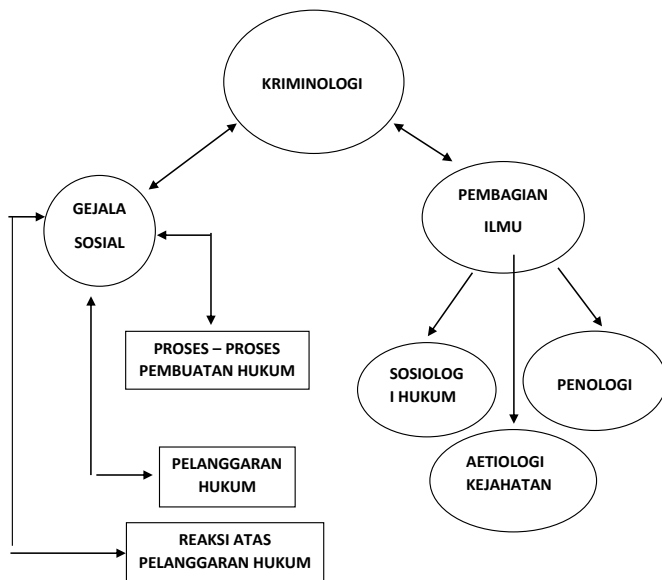 KRIMINOLOGI
GEJALA
SOSIAL
PEMBAGIAN
ILMU
PROSES – PROSES
PEMBUATAN HUKUM
SOSIOLOG
I HUKUM
PENOLOGI
PELANGGARAN
HUKUM
AETIOLOGI
KEJAHATAN
REAKSI ATAS
PELANGGARAN HUKUM